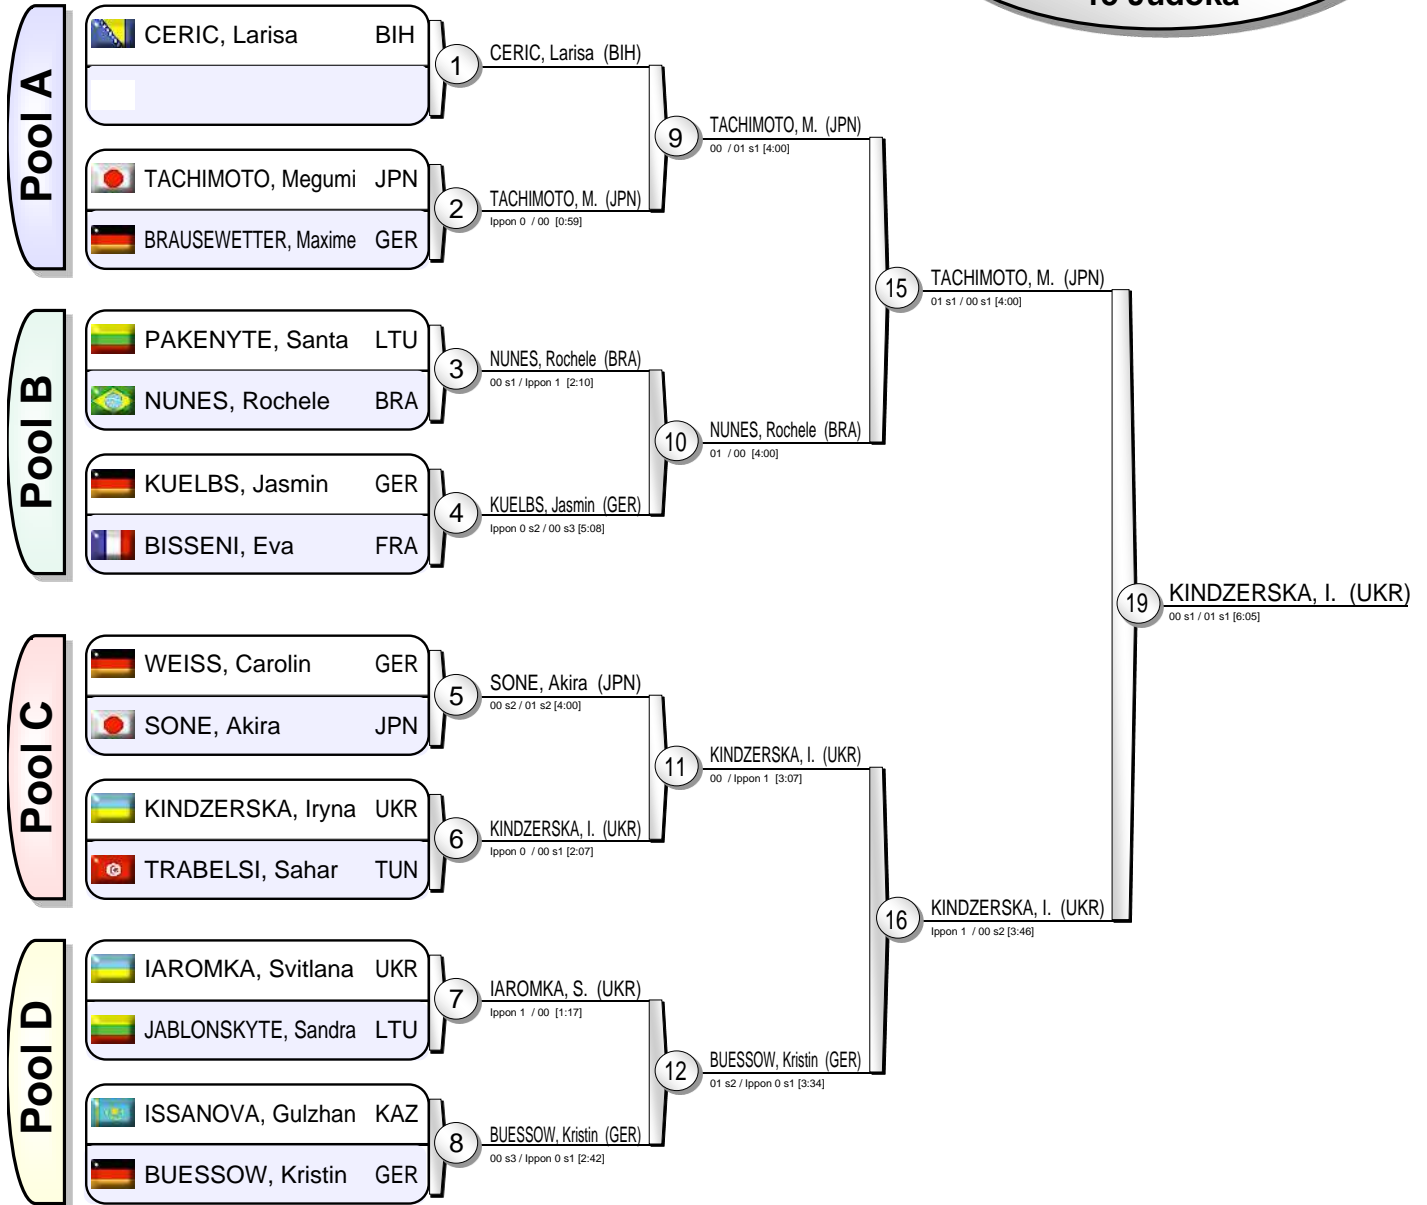 15 Judoka
Pool A
CERIC, Larisa BIH
1
CERIC, Larisa (BIH)
TACHIMOTO, Megumi JPN
BRAUSEWETTER, Maxime GER
2
TACHIMOTO, M. (JPN)
Ippon 0 / 00 [0:59]
9
TACHIMOTO, M. (JPN)
00 / 01 s1 [4:00]
Pool B
PAKENYTE, Santa LTU
NUNES, Rochele BRA
3
NUNES, Rochele (BRA)
00 s1 / Ippon 1 [2:10]
KUELBS, Jasmin GER
BISSENI, Eva FRA
4
KUELBS, Jasmin (GER)
Ippon 0 s2 / 00 s3 [5:08]
10
NUNES, Rochele (BRA)
01 / 00 [4:00]
15
TACHIMOTO, M. (JPN)
01 s1 / 00 s1 [4:00]
Pool C
WEISS, Carolin GER
SONE, Akira JPN
5
SONE, Akira (JPN)
00 s2 / 01 s2 [4:00]
KINDZERSKA, Iryna UKR
TRABELSI, Sahar TUN
6
KINDZERSKA, I. (UKR)
Ippon 0 / 00 s1 [2:07]
11
KINDZERSKA, I. (UKR)
00 / Ippon 1 [3:07]
Pool D
IAROMKA, Svitlana UKR
JABLONSKYTE, Sandra LTU
7
IAROMKA, S. (UKR)
Ippon 1 / 00 [1:17]
ISSANOVA, Gulzhan KAZ
BUESSOW, Kristin GER
8
BUESSOW, Kristin (GER)
00 s3 / Ippon 0 s1 [2:42]
12
BUESSOW, Kristin (GER)
01 s2 / Ippon 0 s1 [3:34]
16
KINDZERSKA, I. (UKR)
Ippon 1 / 00 s2 [3:46]
19
KINDZERSKA, I. (UKR)
00 s1 / 01 s1 [6:05]